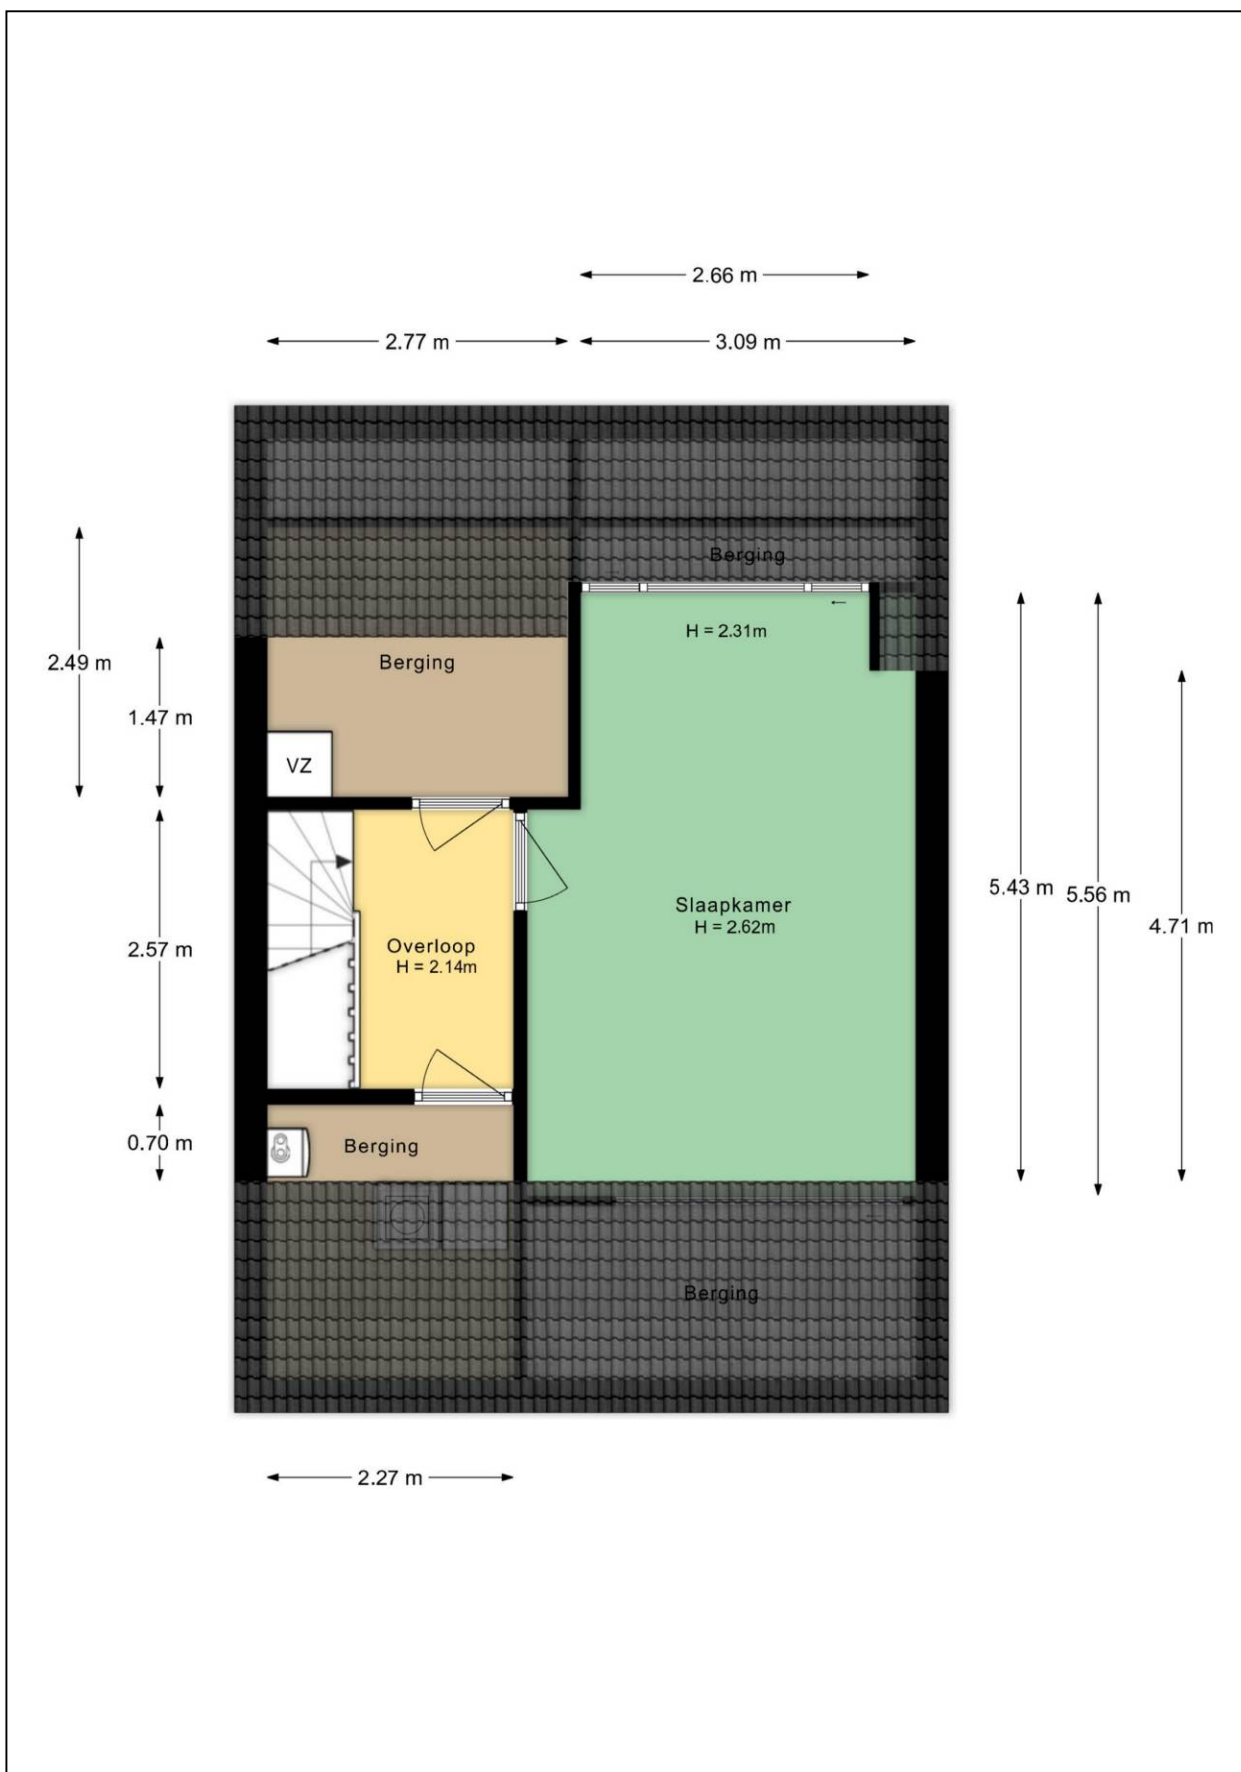 2.66 m
2.77 m
3.09 m
Berging
H = 2.31m
Berging
2.49 m
1.47 m
VZ
5.43 m
5.56 m
Slaapkamer
H = 2.62m
4.71 m
Overloop
H = 2.14m
2.57 m
0.70 m
Berging
Berging
2.27 m